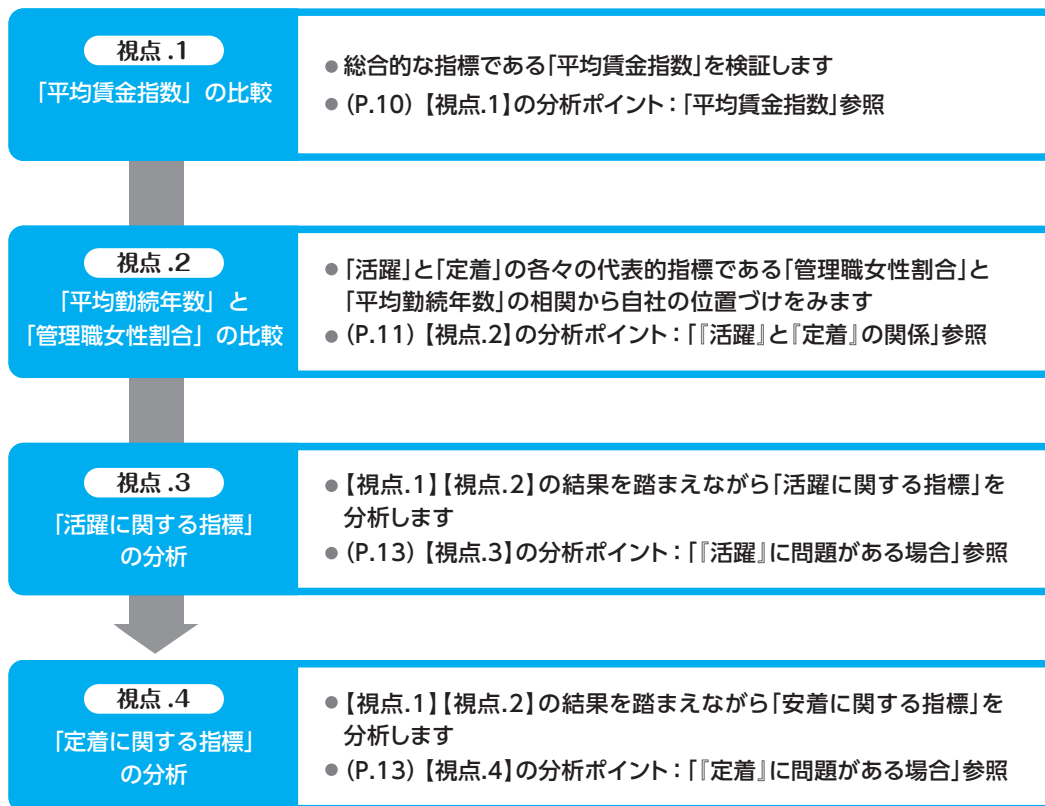 視点.1
「平均賃金指数」の比較
●総合的な指標である「平均賃金指数」を検証します
●(P.10)【視点.1】の分析ポイント：「平均賃金指数」参照
視点.2
「平均勤続年数」と
「管理職女性割合」の比較
●「活躍」と「定着」の各々の代表的指標である「管理職女性割合」と
「平均勤続年数」の相関から自社の位置づけをみます
●(P.11)【視点.2】の分析ポイント：「『活躍』と『定着』の関係」参照
視点.3
「活躍に関する指標」
の分析
●【視点.1】【視点.2】の結果を踏まえながら「活躍に関する指標」を
分析します
●(P.13)【視点.3】の分析ポイント：「『活躍』に問題がある場合」参照
視点.4
「定着に関する指標」
の分析
●【視点.1】【視点.2】の結果を踏まえながら「安着に関する指標」を
分析します
●(P.13)【視点.4】の分析ポイント：「『定着』に問題がある場合」参照